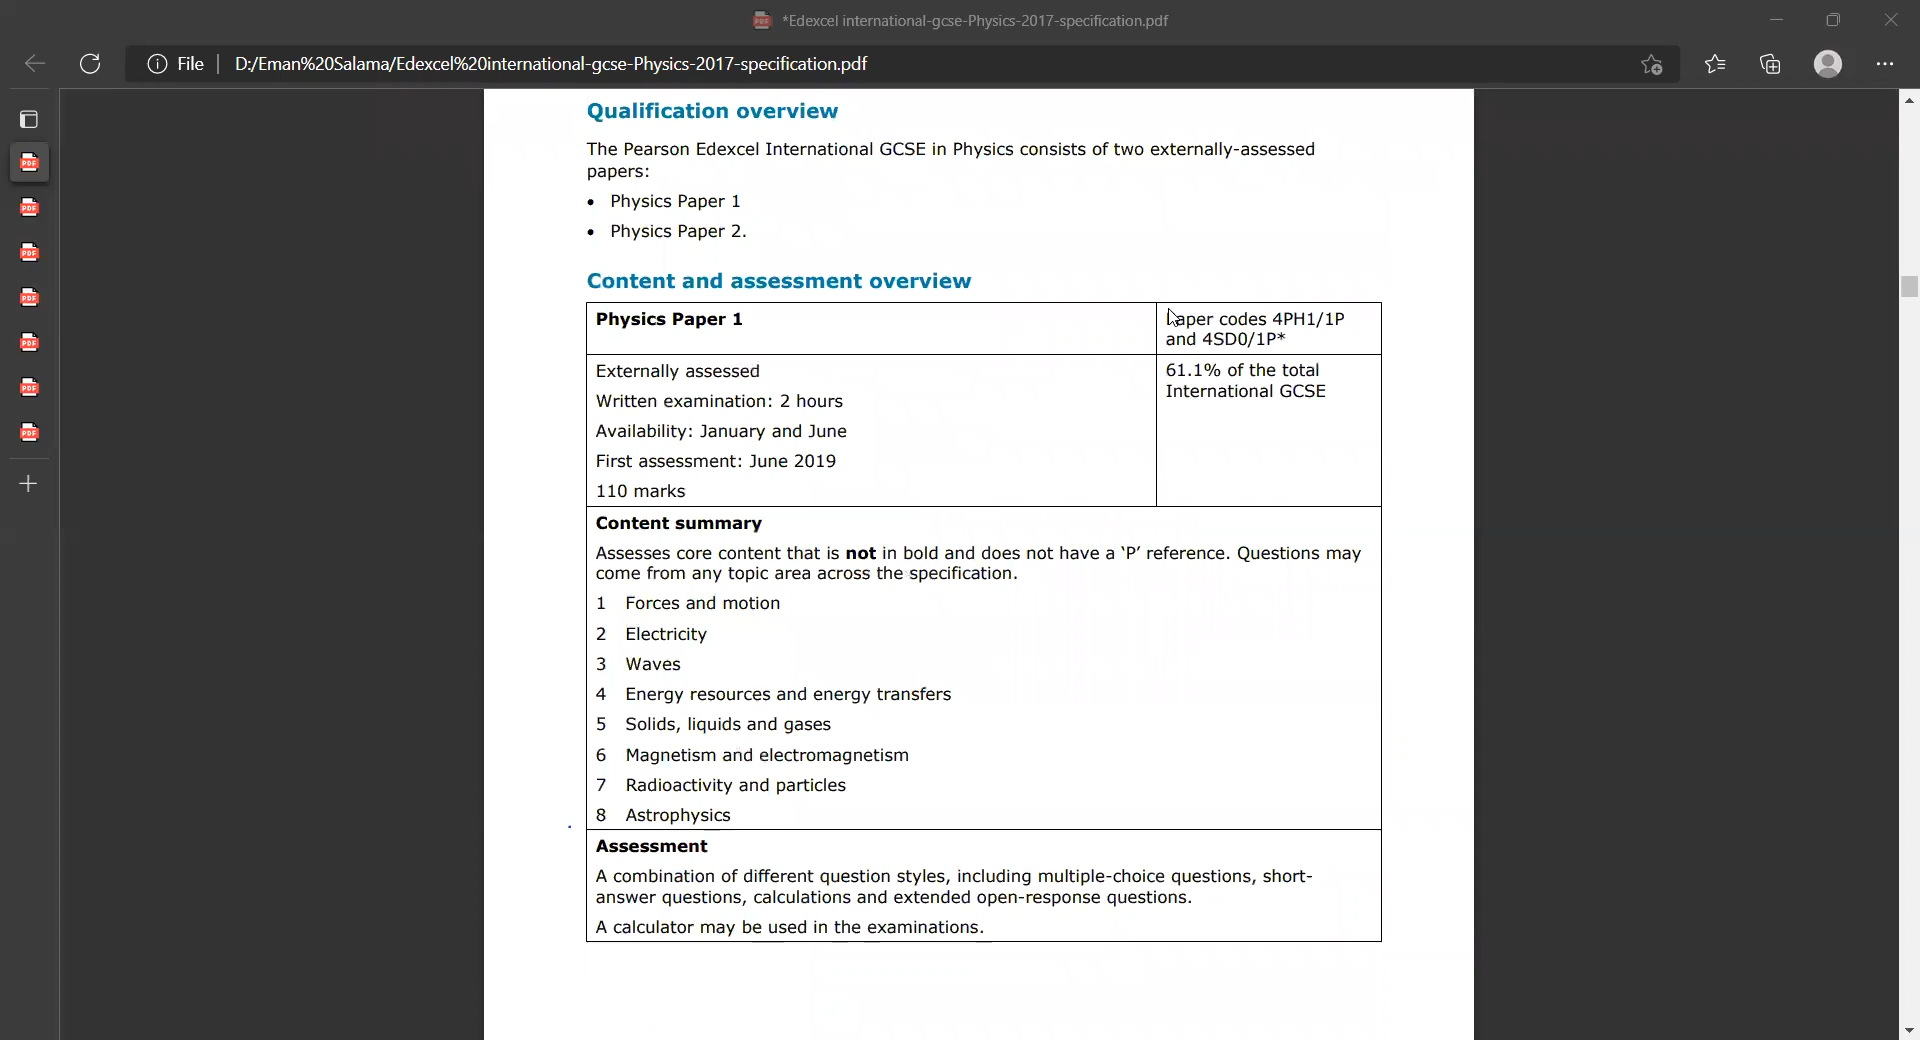 *Edexcel international-gcse-Physics-2017-specification.pdf
File
D:/Eman%20Salama/Edexcel%20international-gcse-Physics-2017-specification.pdf
Qualification overview
The Pearson Edexcel International GCSE in Physics consists of two externally-assessed
papers:
• Physics Paper 1
• Physics Paper 2.
Content and assessment overview
Physics Paper 1
Paper codes 4PH1/1P
and 4SD0/1P*
Externally assessed
Written examination: 2 hours
Availability: January and June
First assessment: June 2019
110 marks
61.1% of the total
International GCSE
Content summary
Assesses core content that is not in bold and does not have a ‘P’ reference. Questions may
come from any topic area across the specification.
1 Forces and motion
2 Electricity
3 Waves
4 Energy resources and energy transfers
5 Solids, liquids and gases
6 Magnetism and electromagnetism
7 Radioactivity and particles
8 Astrophysics
Assessment
A combination of different question styles, including multiple-choice questions, short-
answer questions, calculations and extended open-response questions.
A calculator may be used in the examinations.